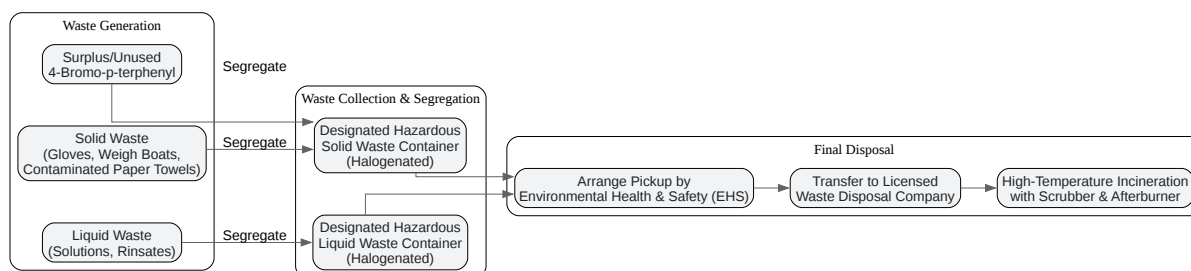 Waste Generation
Surplus/Unused
4-Bromo-p-terphenyl
Segregate
Solid Waste
(Gloves, Weigh Boats,
Contaminated Paper Towels)
Segregate
Liquid Waste
(Solutions, Rinsates)
Segregate
Waste Collection & Segregation
Designated Hazardous
Solid Waste Container
(Halogenated)
Designated Hazardous
Liquid Waste Container
(Halogenated)
Final Disposal
Arrange Pickup by
Environmental Health & Safety (EHS)
Transfer to Licensed
Waste Disposal Company
High-Temperature Incineration
with Scrubber & Afterburner